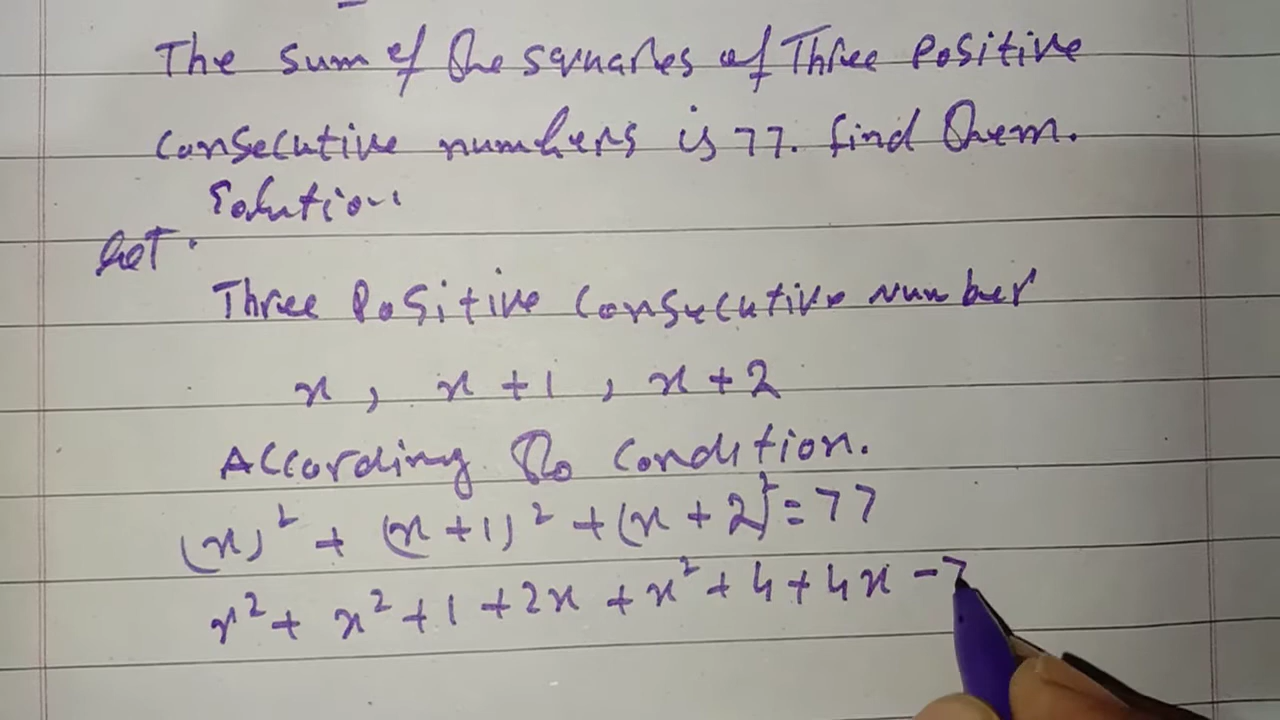 The sum of the squares of Three Positive
consecutive numbers is 77. find them.
Solution
let.
Three Positive Consecutive Number
x , x + 1 , x + 2
According to condition.
(x)² + (x + 1)² + (x + 2)² = 77
x² + x² + 1 + 2x + x² + 4 + 4x - 7